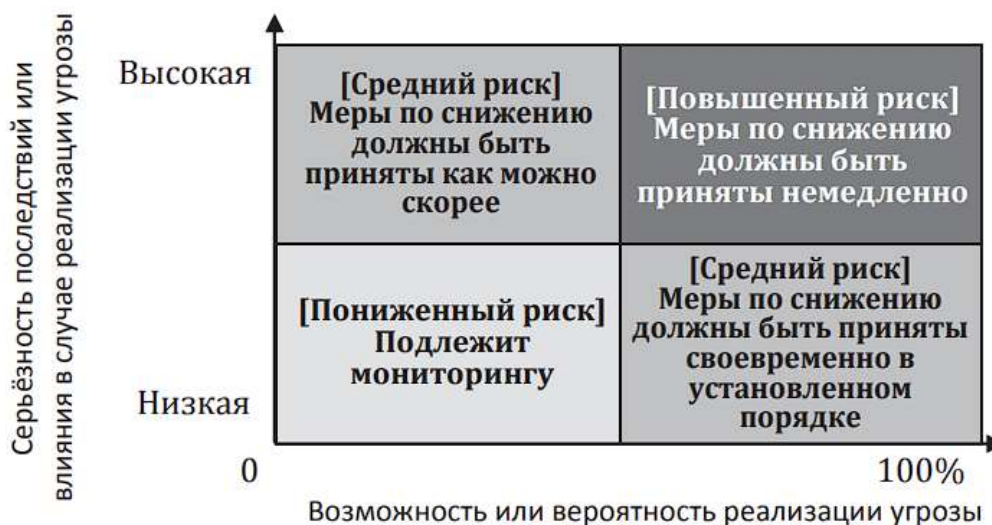 Серьёзность последствий или
влияния в случае реализации угрозы
Высокая
[Средний риск]
Меры по снижению
должны быть
приняты как можно
скорее
[Повышенный риск]
Меры по снижению
должны быть
приняты немедленно
[Пониженный риск]
Подлежит
мониторингу
[Средний риск]
Меры по снижению
должны быть приняты
своевременно в
установленном
порядке
Низкая
0
100%
Возможность или вероятность реализации угрозы